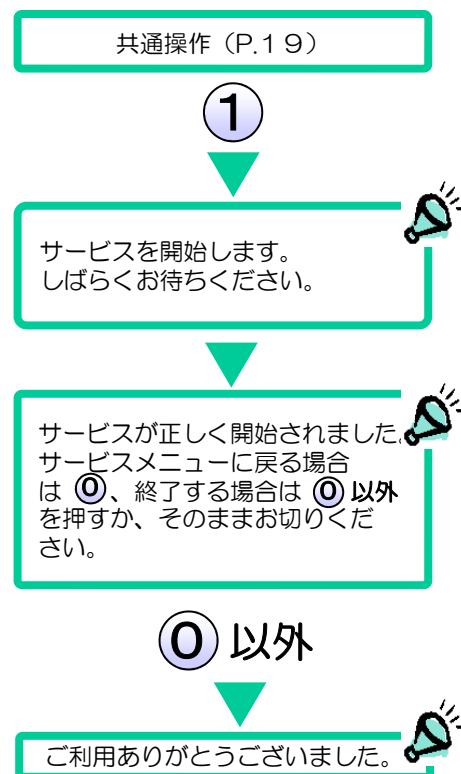 共通操作（P.１９）
1
サービスを開始します。
しばらくお待ちください。
サービスが正しく開始されました。
サービスメニューに戻る場合
は 0、終了する場合は 0 以外
を押すか、そのままお切りくだ
さい。
0 以外
ご利用ありがとうございました。